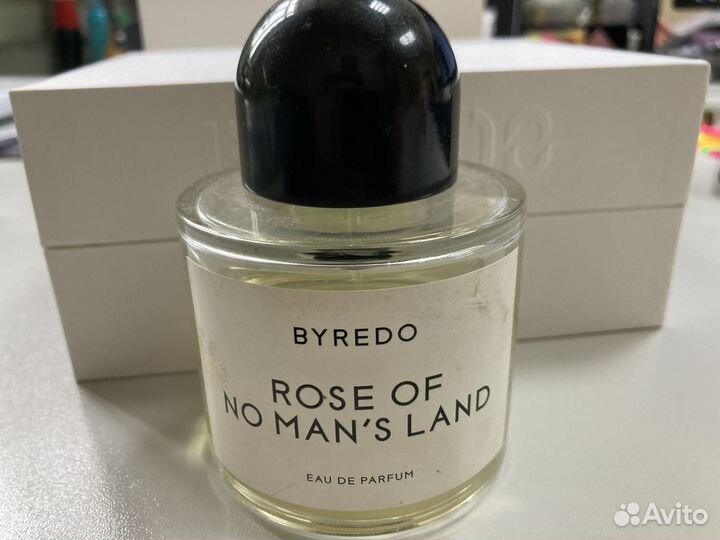 BYREDO
ROSE OF
NO MAN'S LAND
EAU DE PARFUM
Avito